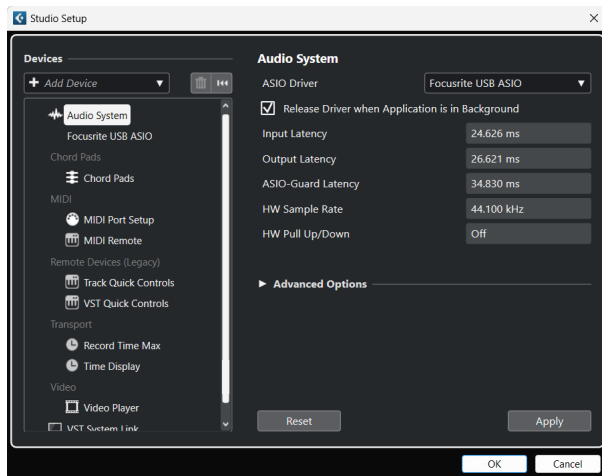 Studio Setup
Devices
Add Device
Audio System
Focusrite USB ASIO
Chord Pads
Chord Pads
MIDI
MIDI Port Setup
MIDI Remote
Remote Devices (Legacy)
Track Quick Controls
VST Quick Controls
Transport
Record Time Max
Time Display
Video
Video Player
VST System Link
Audio System
ASIO Driver Focusrite USB ASIO
Release Driver when Application is in Background
Input Latency 24.626 ms
Output Latency 26.621 ms
ASIO-Guard Latency 34.830 ms
HW Sample Rate 44.100 kHz
HW Pull Up/Down Off
Advanced Options
Reset Apply
OK Cancel